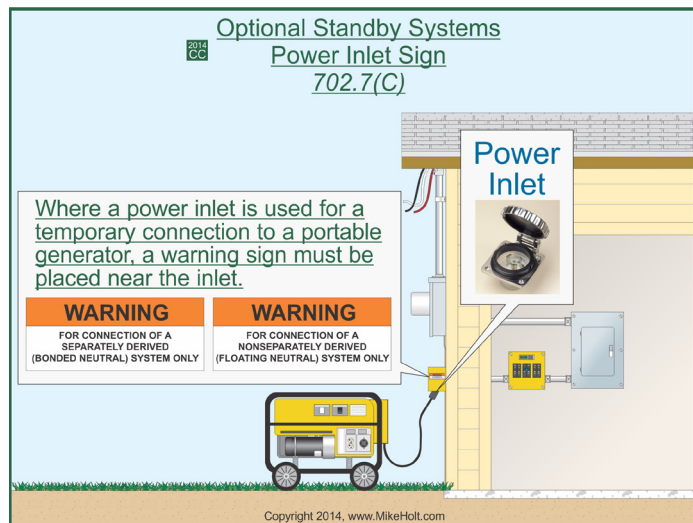 Optional Standby Systems
2014
CC
Power Inlet Sign
702.7(C)
Power
Inlet
Where a power inlet is used for a
temporary connection to a portable
generator, a warning sign must be
placed near the inlet.
WARNING
FOR CONNECTION OF A
SEPARATELY DERIVED
(BONDED NEUTRAL) SYSTEM ONLY
WARNING
FOR CONNECTION OF A
NONSEPARATELY DERIVED
(FLOATING NEUTRAL) SYSTEM ONLY
Copyright 2014, www.MikeHolt.com